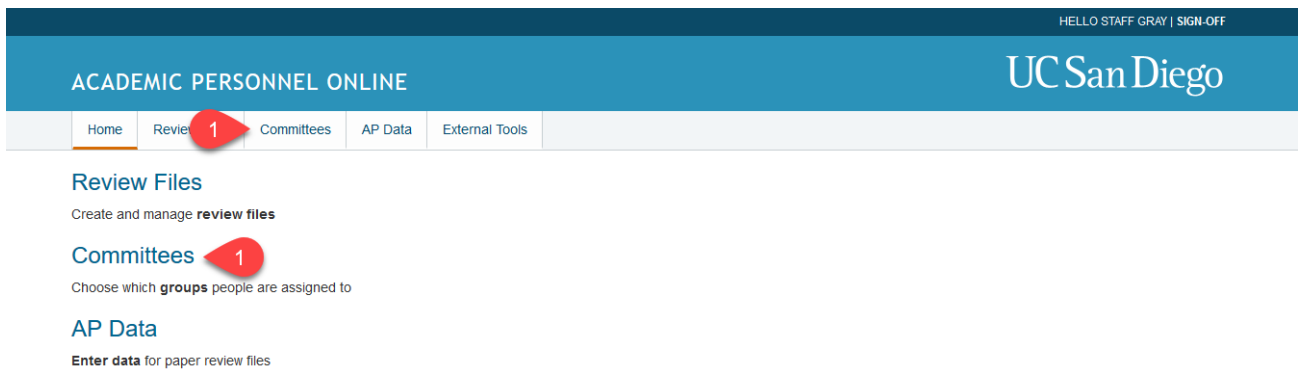 HELLO STAFF GRAY | SIGN-OFF
ACADEMIC PERSONNEL ONLINE
UC San Diego
Home 1 Committees AP Data External Tools
Review Files
Create and manage review files
Committees 1
Choose which groups people are assigned to
AP Data
Enter data for paper review files